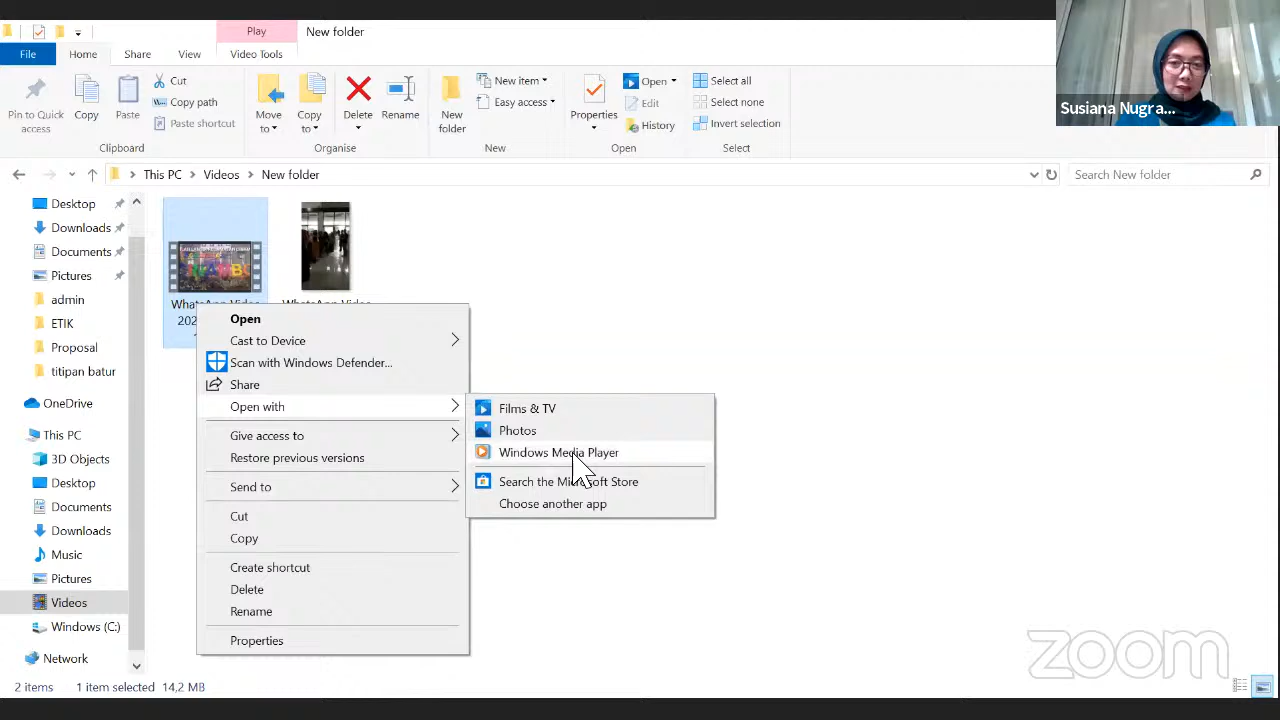 Play
New folder
File
Home
Share
View
Video Tools
Pin to Quick access
Copy
Paste
Cut
Copy path
Paste shortcut
Clipboard
Move to
Copy to
Delete
Rename
Organise
New folder
New item
Easy access
New
Properties
Open
Edit
History
Open
Select all
Select none
Invert selection
Select
Susiana Nugra...
This PC
Videos
New folder
Search New folder
Desktop
Downloads
Documents
Pictures
admin
ETIK
Proposal
titipan batur
OneDrive
This PC
3D Objects
Desktop
Documents
Downloads
Music
Pictures
Videos
Windows (C:)
Network
WhatsApp Video
WhatsApp Video
Open
Cast to Device
Scan with Windows Defender...
Share
Open with
Give access to
Restore previous versions
Send to
Cut
Copy
Create shortcut
Delete
Rename
Properties
Films & TV
Photos
Windows Media Player
Search the Microsoft Store
Choose another app
2 items
1 item selected 14,2 MB
zoom